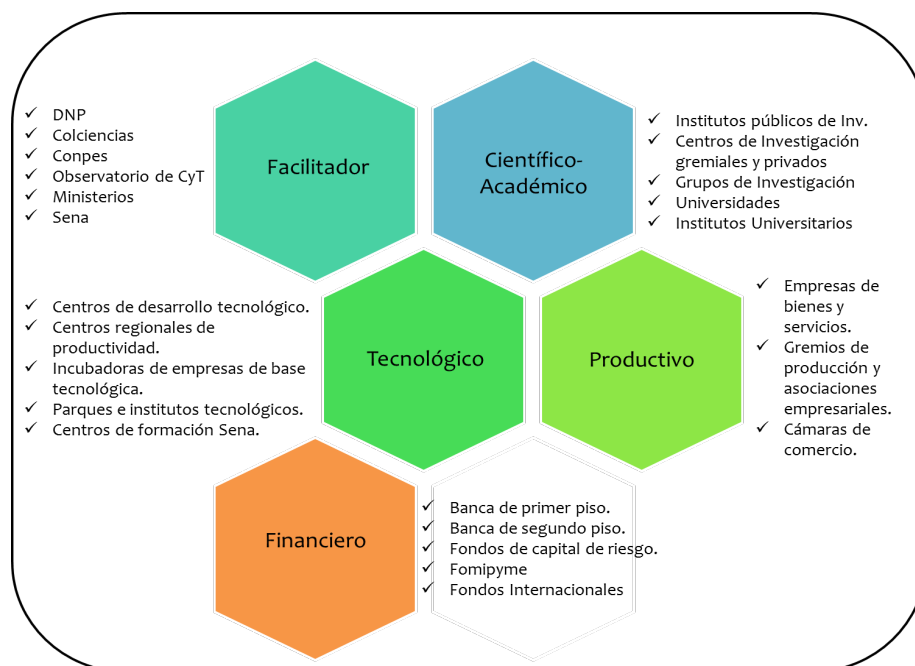 ✓ DNP
✓ Colciencias
✓ Conpes
✓ Observatorio de CyT
✓ Ministerios
✓ Sena
Facilitador
Científico-
Académico
✓ Institutos públicos de Inv.
✓ Centros de Investigación
gremiales y privados
✓ Grupos de Investigación
✓ Universidades
✓ Institutos Universitarios
✓ Centros de desarrollo tecnológico.
✓ Centros regionales de
productividad.
✓ Incubadoras de empresas de base
tecnológica.
✓ Parques e institutos tecnológicos.
✓ Centros de formación Sena.
Tecnológico
Productivo
✓ Empresas de
bienes y
servicios.
✓ Gremios de
producción y
asociaciones
empresariales.
✓ Cámaras de
comercio.
Financiero
✓ Banca de primer piso.
✓ Banca de segundo piso.
✓ Fondos de capital de riesgo.
✓ Fomipyme
✓ Fondos Internacionales